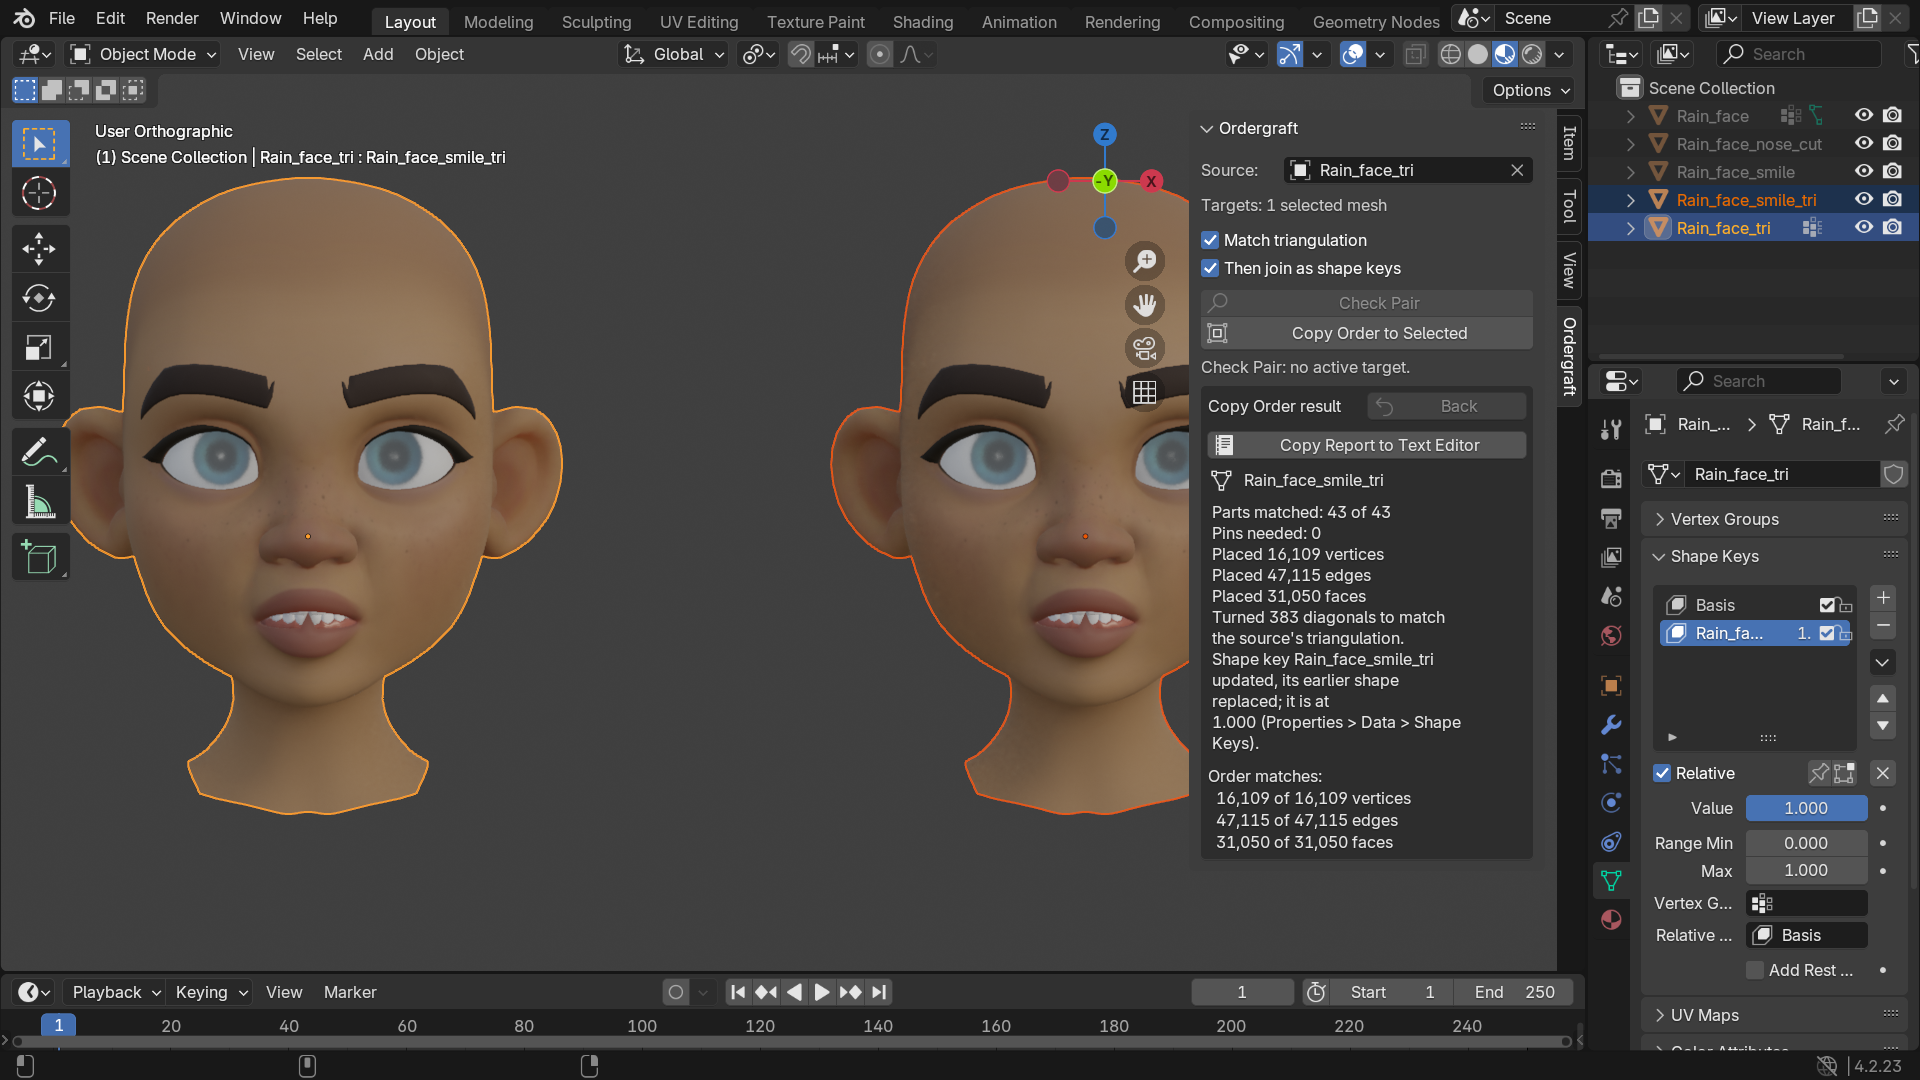 File Edit Render Window Help
Layout Modeling Sculpting UV Editing Texture Paint Shading Animation Rendering Compositing Geometry Nodes
Scene
View Layer
Object Mode View Select Add Object
Global
Search
Options
Scene Collection
Rain_face
Rain_face_nose_cut
Rain_face_smile
Rain_face_smile_tri
Rain_face_tri
User Orthographic
(1) Scene Collection | Rain_face_tri : Rain_face_smile_tri
Z
-Y
X
Ordergraft
Source: Rain_face_tri
Targets: 1 selected mesh
Match triangulation
Then join as shape keys
Check Pair
Copy Order to Selected
Check Pair: no active target.
Copy Order result Back
Copy Report to Text Editor
Rain_face_smile_tri
Parts matched: 43 of 43
Pins needed: 0
Placed 16,109 vertices
Placed 47,115 edges
Placed 31,050 faces
Turned 383 diagonals to match
the source's triangulation.
Shape key Rain_face_smile_tri
updated, its earlier shape
replaced; it is at
1.000 (Properties > Data > Shape
Keys).
Order matches:
16,109 of 16,109 vertices
47,115 of 47,115 edges
31,050 of 31,050 faces
Item
Tool
View
Ordergraft
Search
Rain_... Rain_f...
Rain_face_tri
Vertex Groups
Shape Keys
Basis
Rain_fa... 1.
Relative
Value 1.000
Range Min 0.000
Max 1.000
Vertex G...
Relative ... Basis
Add Rest ...
UV Maps
Playback Keying View Marker
1 Start 1 End 250
1 20 40 60 80 100 120 140 160 180 200 220 240
4.2.23